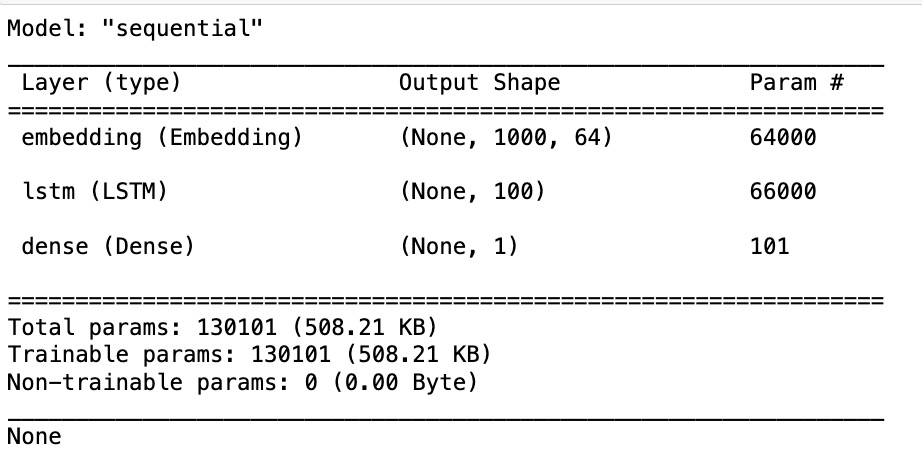 Model: "sequential"
Layer (type) Output Shape Param #
=================================================================
embedding (Embedding) (None, 1000, 64) 64000
lstm (LSTM) (None, 100) 66000
dense (Dense) (None, 1) 101
=================================================================
Total params: 130101 (508.21 KB)
Trainable params: 130101 (508.21 KB)
Non-trainable params: 0 (0.00 Byte)
_________________________________________________________________
None